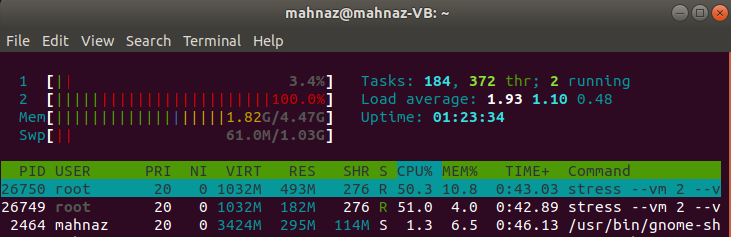 mahnaz@mahnaz-VB: ~
File Edit View Search Terminal Help
1 [|| 3.4%] Tasks: 184, 372 thr; 2 running
2 [||||||||||||||||||||||||100.0%] Load average: 1.93 1.10 0.48
Mem[||||||||||||||||||||1.82G/4.47G] Uptime: 01:23:34
Swp[|| 61.0M/1.03G]
PID USER PRI NI VIRT RES SHR S CPU% MEM% TIME+ Command
26750 root 20 0 1032M 493M 276 R 50.3 10.8 0:43.03 stress --vm 2 --v
26749 root 20 0 1032M 182M 276 R 51.0 4.0 0:42.89 stress --vm 2 --v
2464 mahnaz 20 0 3424M 295M 114M S 1.3 6.5 0:46.13 /usr/bin/gnome-sh